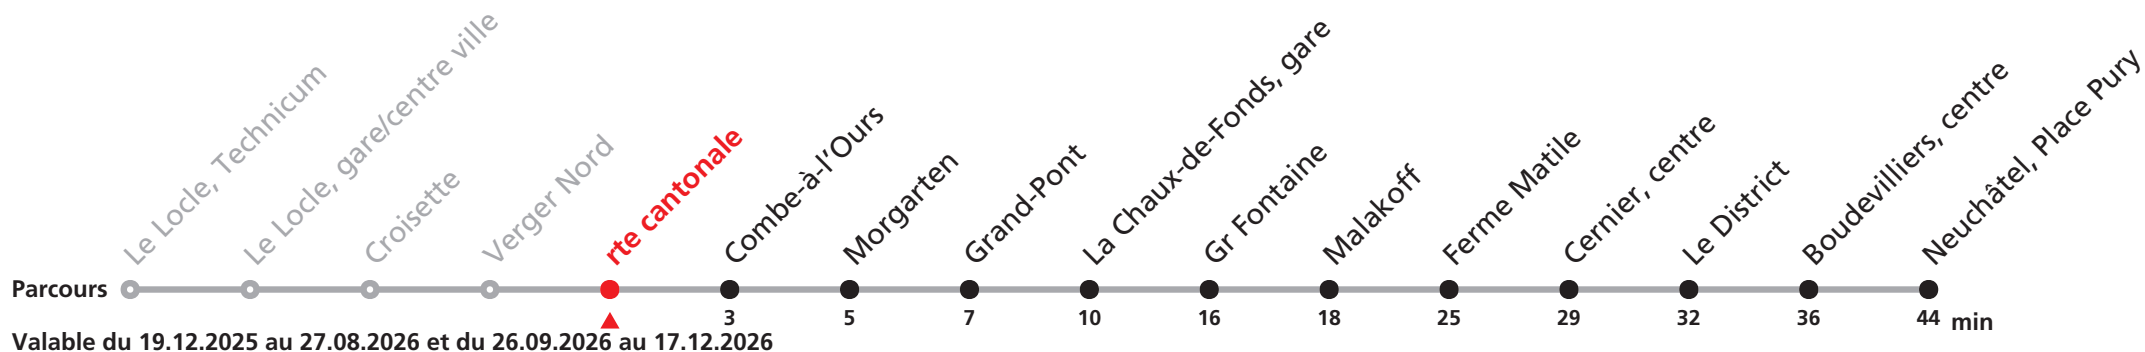 Le Locle, Technicum
Le Locle, gare/centre ville
Croisette
Verger Nord
rte cantonale
Combe-à-l'Ours
Morgarten
Grand-Pont
La Chaux-de-Fonds, gare
Gr Fontaine
Malakoff
Ferme Matile
Cernier, centre
Le District
Boudevilliers, centre
Neuchâtel, Place Pury
Parcours
3 5 7 10 16 18 25 29 32 36 44 min
Valable du 19.12.2025 au 27.08.2026 et du 26.09.2026 au 17.12.2026